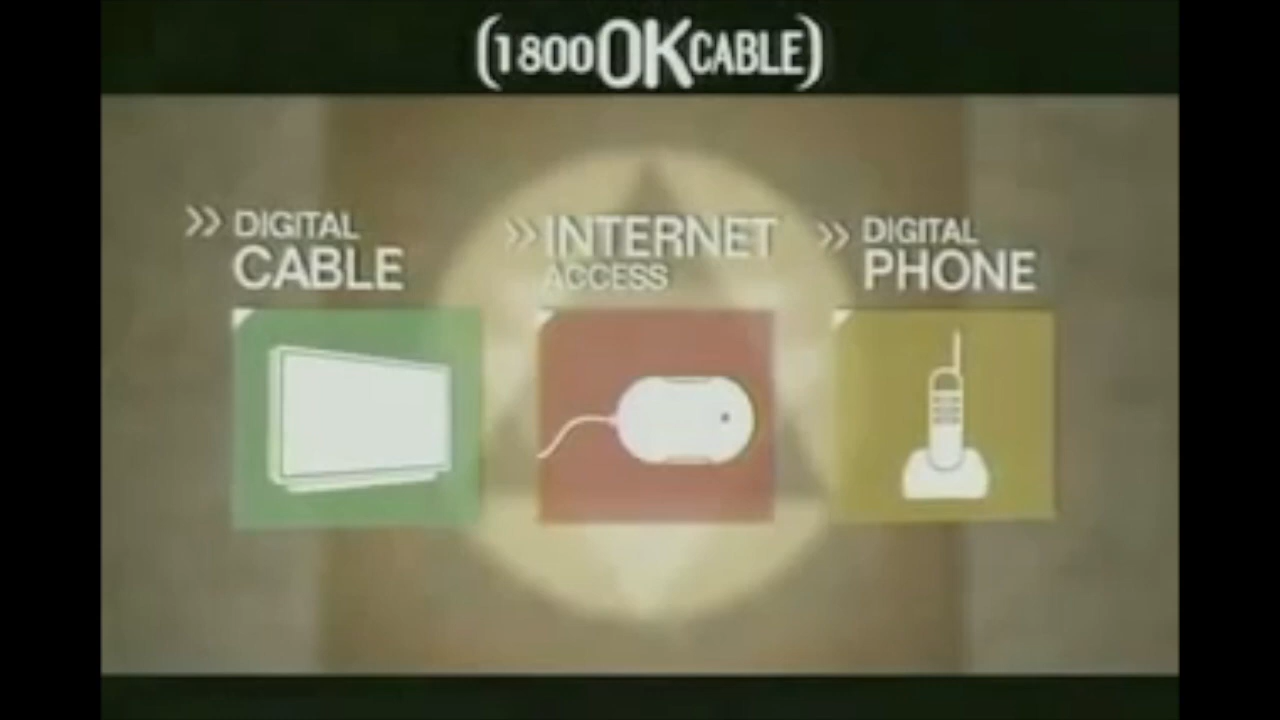 (1800OKCABLE)
>> DIGITAL
CABLE
>> INTERNET
ACCESS
>> DIGITAL
PHONE